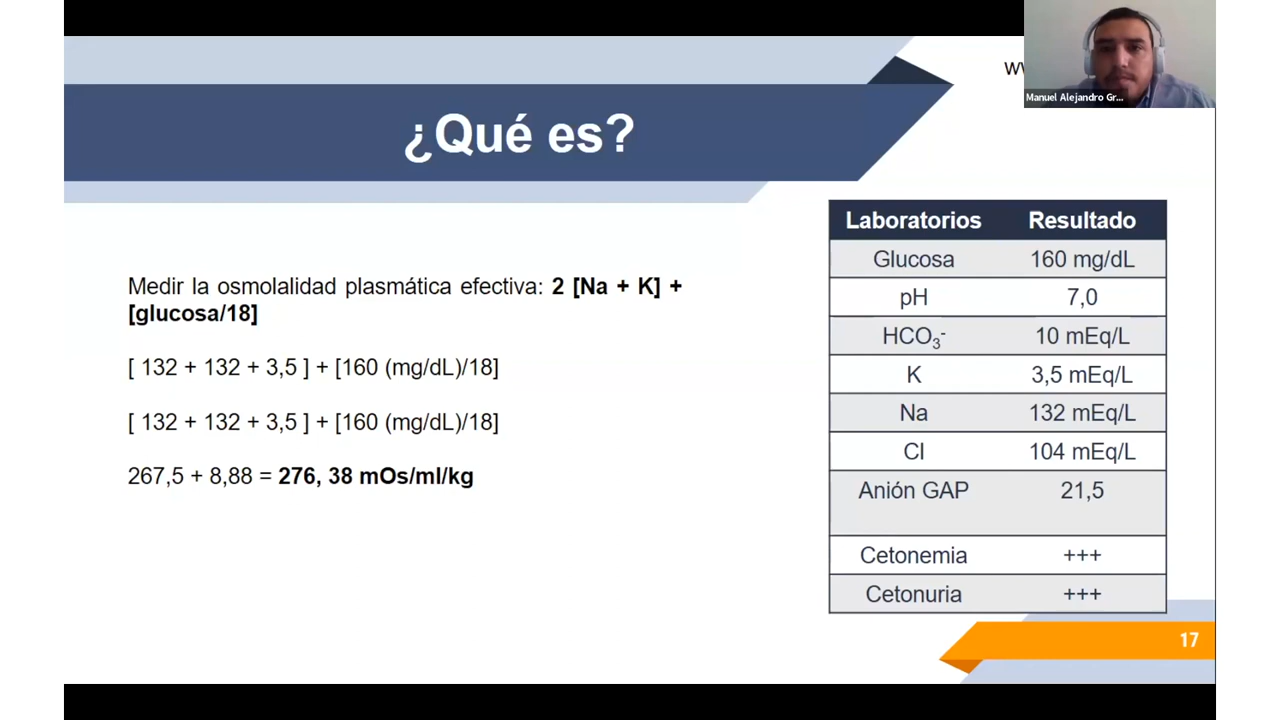 ¿Qué es?
Manuel Alejandro Gr...
Medir la osmolalidad plasmática efectiva: 2 [Na + K] +
[glucosa/18]
[ 132 + 132 + 3,5 ] + [160 (mg/dL)/18]
[ 132 + 132 + 3,5 ] + [160 (mg/dL)/18]
267,5 + 8,88 = 276, 38 mOs/ml/kg
Laboratorios Resultado
Glucosa 160 mg/dL
pH 7,0
HCO₃⁻ 10 mEq/L
K 3,5 mEq/L
Na 132 mEq/L
Cl 104 mEq/L
Anión GAP 21,5
Cetonemia +++
Cetonuria +++
17